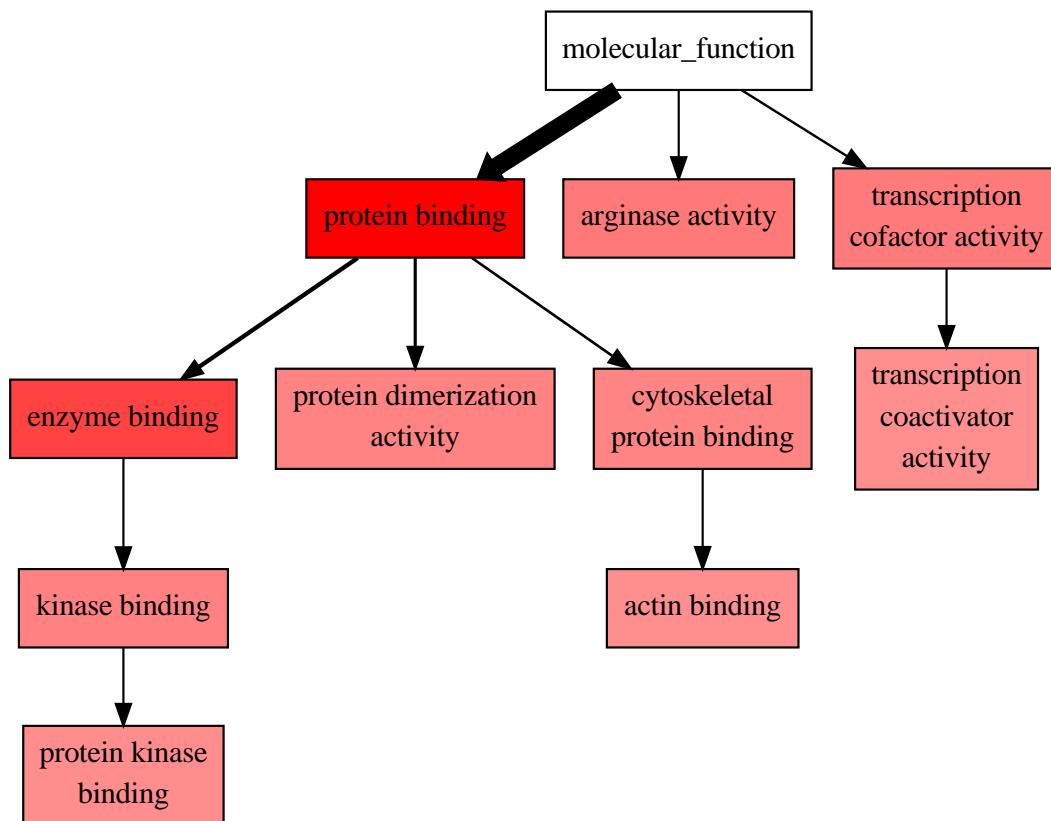 molecular_function
protein binding
arginase activity
transcription
cofactor activity
enzyme binding
protein dimerization
activity
cytoskeletal
protein binding
transcription
coactivator
activity
kinase binding
actin binding
protein kinase
binding